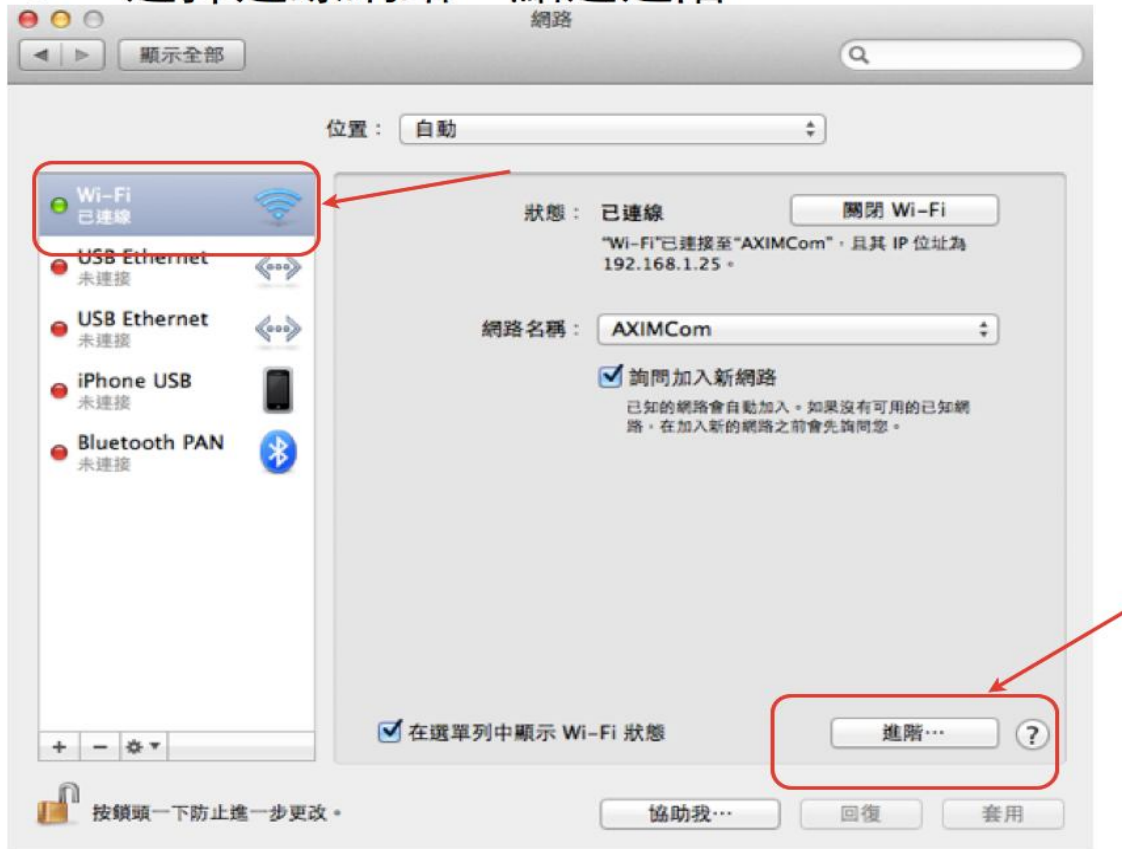 網路
顯示全部
位置： 自動
Wi-Fi
已連線
USB Ethernet
未連接
USB Ethernet
未連接
iPhone USB
未連接
Bluetooth PAN
未連接
狀態： 已連線
關閉 Wi-Fi
"Wi-Fi"已連接至"AXIMCom"，且其 IP 位址為
192.168.1.25。
網路名稱： AXIMCom
詢問加入新網路
已知的網路會自動加入。如果沒有可用的已知網
路，在加入新的網路之前會先詢問您。
在選單列中顯示 Wi-Fi 狀態
進階…
?
按鎖頭一下防止進一步更改。
協助我…
回復
套用